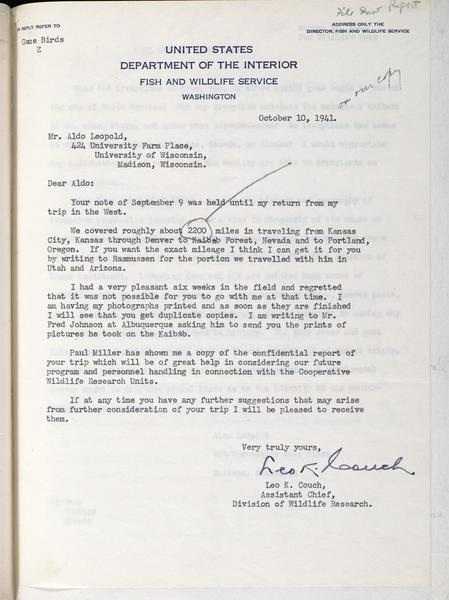 File Inst Report
IN REPLY REFER TO
Game Birds
Z
ADDRESS ONLY THE
DIRECTOR, FISH AND WILDLIFE SERVICE
UNITED STATES
DEPARTMENT OF THE INTERIOR
FISH AND WILDLIFE SERVICE
WASHINGTON
on our copy
October 10, 1941.
Mr. Aldo Leopold,
424 University Farm Place,
University of Wisconsin,
Madison, Wisconsin.
Dear Aldo:
Your note of September 9 was held until my return from my
trip in the West.
We covered roughly about 2200 miles in traveling from Kansas
City, Kansas through Denver to Kaibab Forest, Nevada and to Portland,
Oregon. If you want the exact mileage I think I can get it for you
by writing to Rasmussen for the portion we travelled with him in
Utah and Arizona.
I had a very pleasant six weeks in the field and regretted
that it was not possible for you to go with me at that time. I
am having my photographs printed and as soon as they are finished
I will see that you get duplicate copies. I am writing to Mr.
Fred Johnson at Albuquerque asking him to send you the prints of
pictures he took on the Kaibab.
Paul Miller has shown me a copy of the confidential report of
your trip which will be of great help in considering our future
program and personnel handling in connection with the Cooperative
Wildlife Research Units.
If at any time you have any further suggestions that may arise
from further consideration of your trip I will be pleased to receive
them.
Very truly yours,
Leo K. Couch
Leo K. Couch,
Assistant Chief,
Division of Wildlife Research.